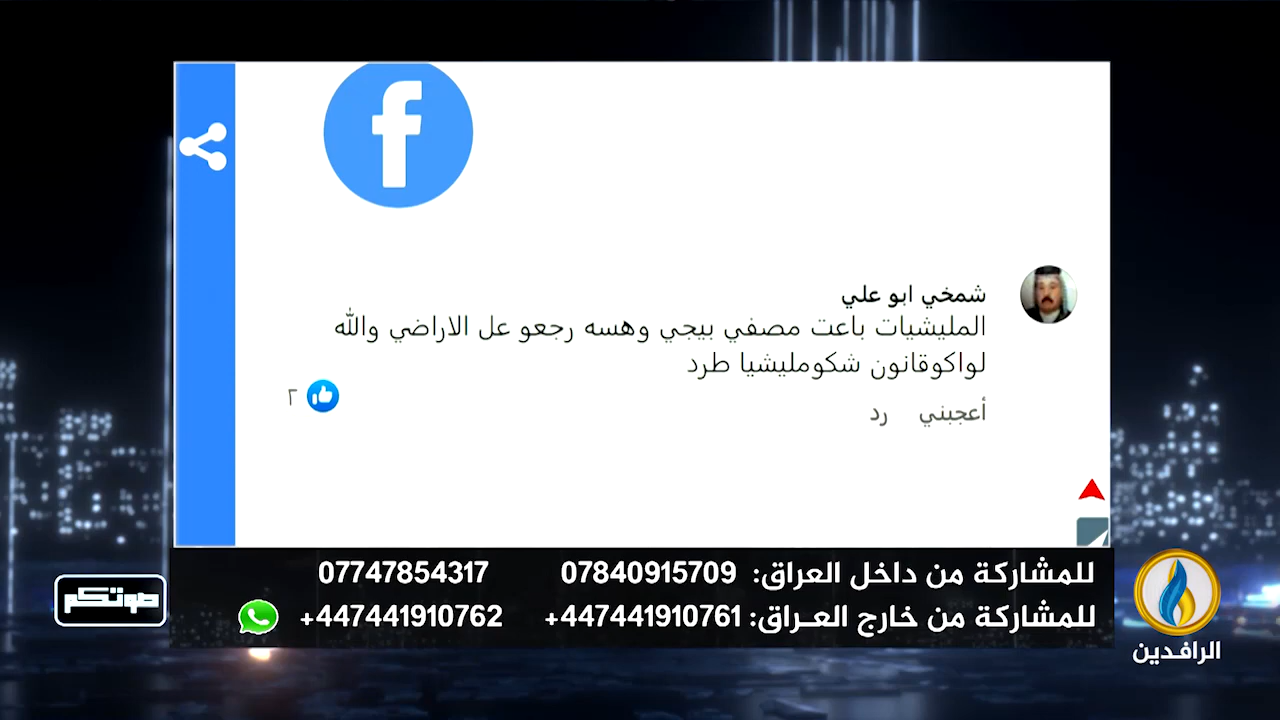 شمخي ابو علي
المليشيات باعت مصفي بيجي وهسه رجعو عل الاراضي والله
لواكوقانون شكومليشيا طرد
٢
أعجبني رد
للمشاركة من داخل العراق: 07840915709 07747854317
للمشاركة من خارج العراق: 447441910761+ 447441910762+
صوتكم
الرافدين